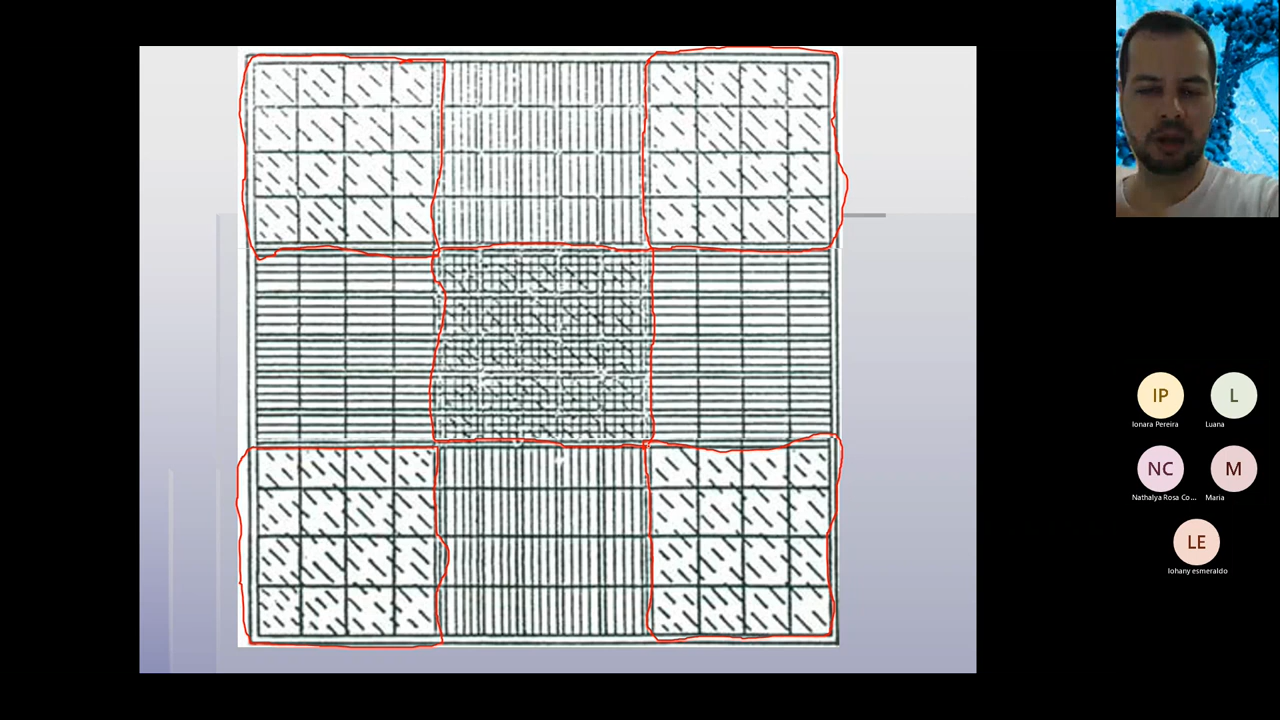 IP
L
Ionara Pereira
Luana
NC
M
Nathalya Rosa Co...
Maria
LE
lohany esmeraldo